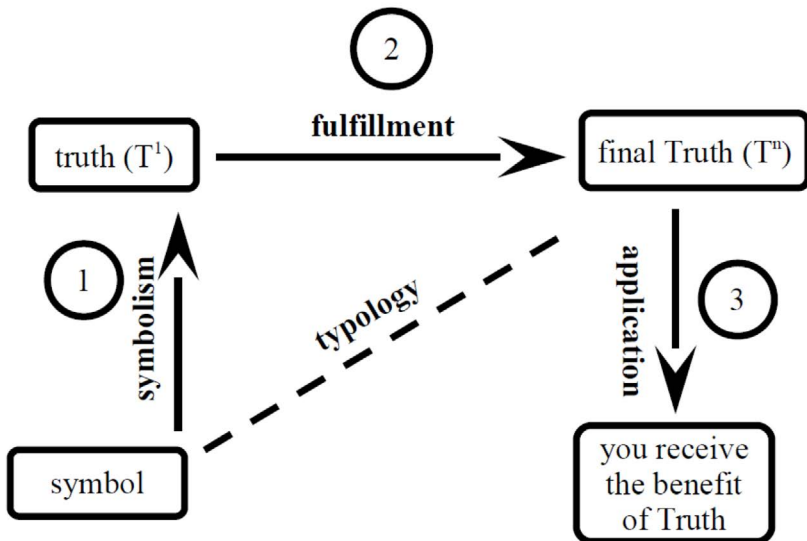 2
fulfillment
truth (T¹)
final Truth (Tⁿ)
1
symbolism
typology
application
3
symbol
you receive
the benefit
of Truth